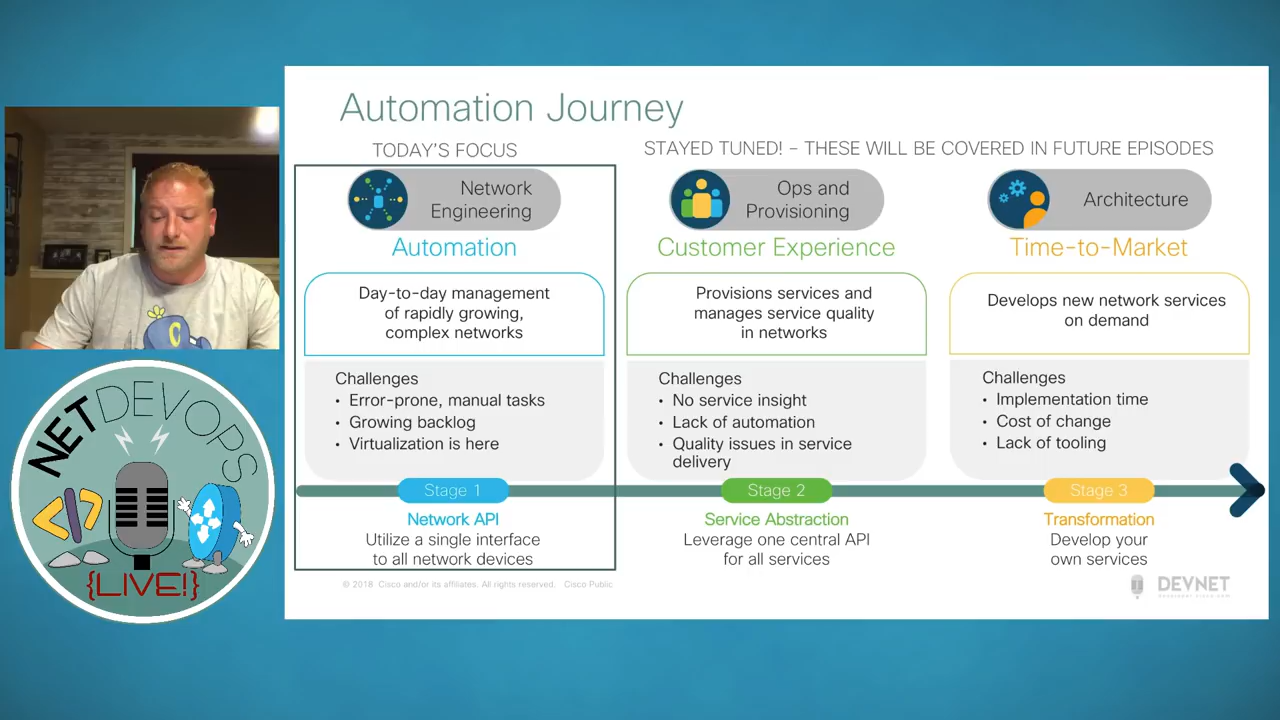 Automation Journey
TODAY'S FOCUS
STAYED TUNED! – THESE WILL BE COVERED IN FUTURE EPISODES
Network
Engineering
Automation
Day-to-day management
of rapidly growing,
complex networks
Challenges
• Error-prone, manual tasks
• Growing backlog
• Virtualization is here
Stage 1
Network API
Utilize a single interface
to all network devices
Ops and
Provisioning
Customer Experience
Provisions services and
manages service quality
in networks
Challenges
• No service insight
• Lack of automation
• Quality issues in service
delivery
Stage 2
Service Abstraction
Leverage one central API
for all services
Architecture
Time-to-Market
Develops new network services
on demand
Challenges
• Implementation time
• Cost of change
• Lack of tooling
Stage 3
Transformation
Develop your
own services
© 2018 Cisco and/or its affiliates. All rights reserved. Cisco Public
DEVNET
NETDEVOPS
{LIVE!}